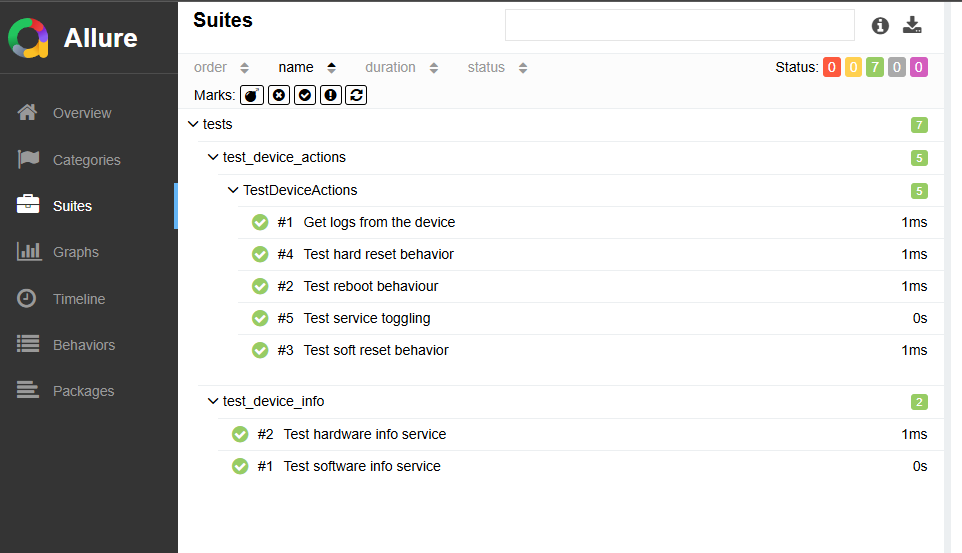 Allure
Suites
order name duration status Status: 0 0 7 0 0
Marks:
Overview
Categories
Suites
Graphs
Timeline
Behaviors
Packages
tests 7
test_device_actions 5
TestDeviceActions 5
#1 Get logs from the device 1ms
#4 Test hard reset behavior 1ms
#2 Test reboot behaviour 1ms
#5 Test service toggling 0s
#3 Test soft reset behavior 1ms
test_device_info 2
#2 Test hardware info service 1ms
#1 Test software info service 0s